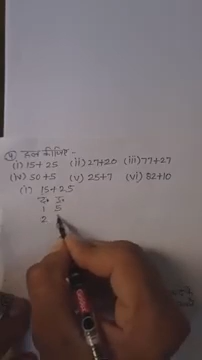 (4) हल कीजिए:-
(i) 15+25 (ii) 27+20 (iii) 77+27
(iv) 50+5 (v) 25+7 (vi) 82+10
(i) 15+25
द. इ.
1 5
2